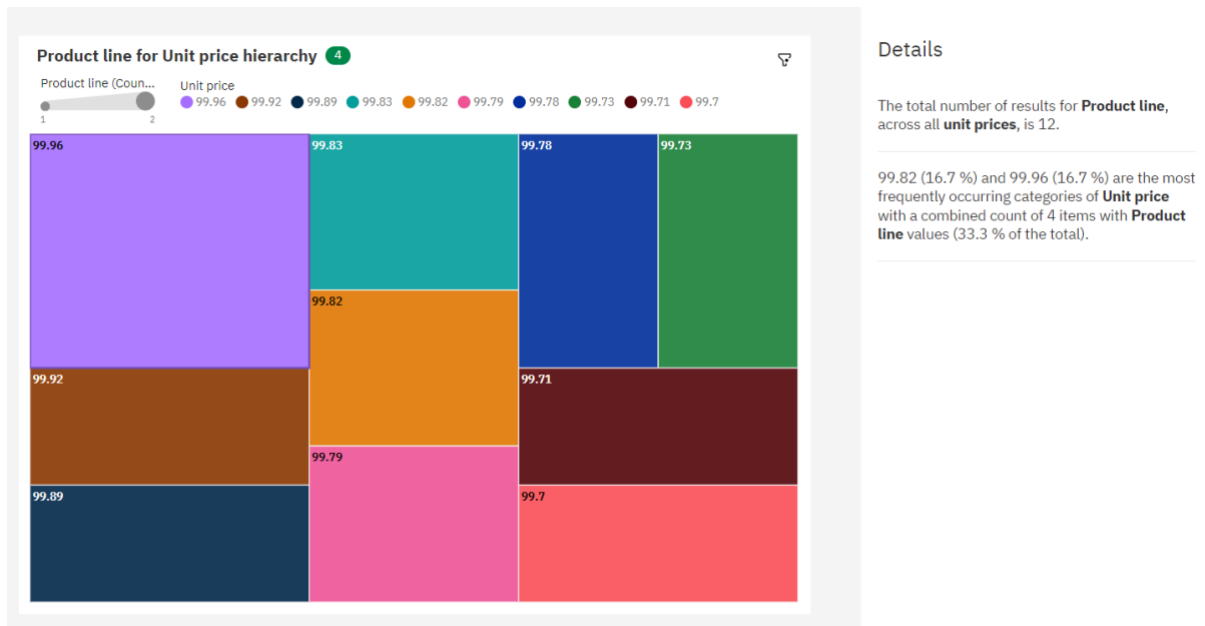 Product line for Unit price hierarchy 4
Product line (Coun...
1 2
Unit price
99.96 99.92 99.89 99.83 99.82 99.79 99.78 99.73 99.71 99.7
99.96
99.83
99.78
99.73
99.82
99.92
99.71
99.79
99.89
99.7
Details
The total number of results for Product line,
across all unit prices, is 12.
99.82 (16.7 %) and 99.96 (16.7 %) are the most
frequently occurring categories of Unit price
with a combined count of 4 items with Product
line values (33.3 % of the total).